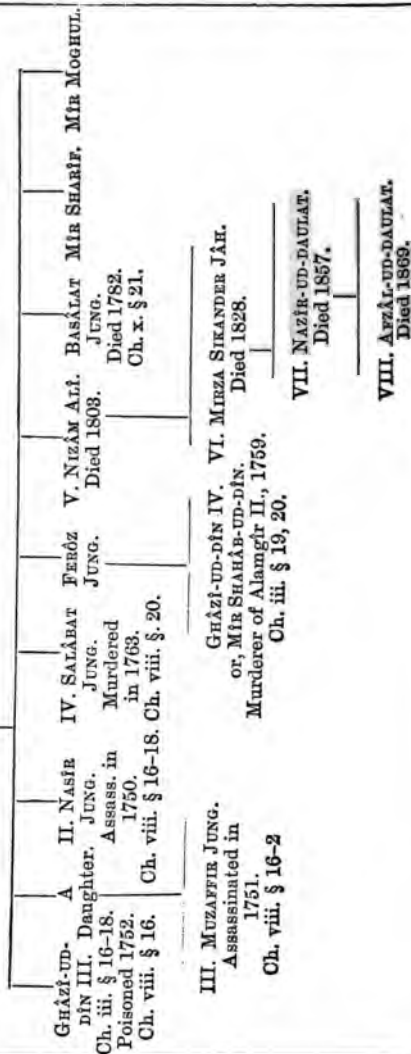 GHÂZÎ-UD-
DÎN III.
Ch. iii. § 16-18.
Poisoned 1752.
Ch. viii. § 16.
A
Daughter.
II. NASÎR
JUNG.
Assass. in
1750.
Ch. viii. § 16-18.
IV. SALÂBAT
JUNG.
Murdered
in 1763.
Ch. viii. §. 20.
FERÔZ
JUNG.
V. NIZÂM ALÎ.
Died 1803.
BASÂLAT
JUNG.
Died 1782.
Ch. x. § 21.
MÎR SHARÎF.
MÎR MOGHUL.
III. MUZAFFIR JUNG.
Assassinated in
1751.
Ch. viii. § 16-2
GHÂZÎ-UD-DÎN IV.
or, MÎR SHAHÂB-UD-DÎN.
Murderer of Alamgîr II., 1759.
Ch. iii. § 19, 20.
VI. MIRZA SIKANDER JÂH.
Died 1828.
VII. NAZÎR-UD-DAULAT.
Died 1857.
VIII. AFZÂL-UD-DAULAT.
Died 1869.